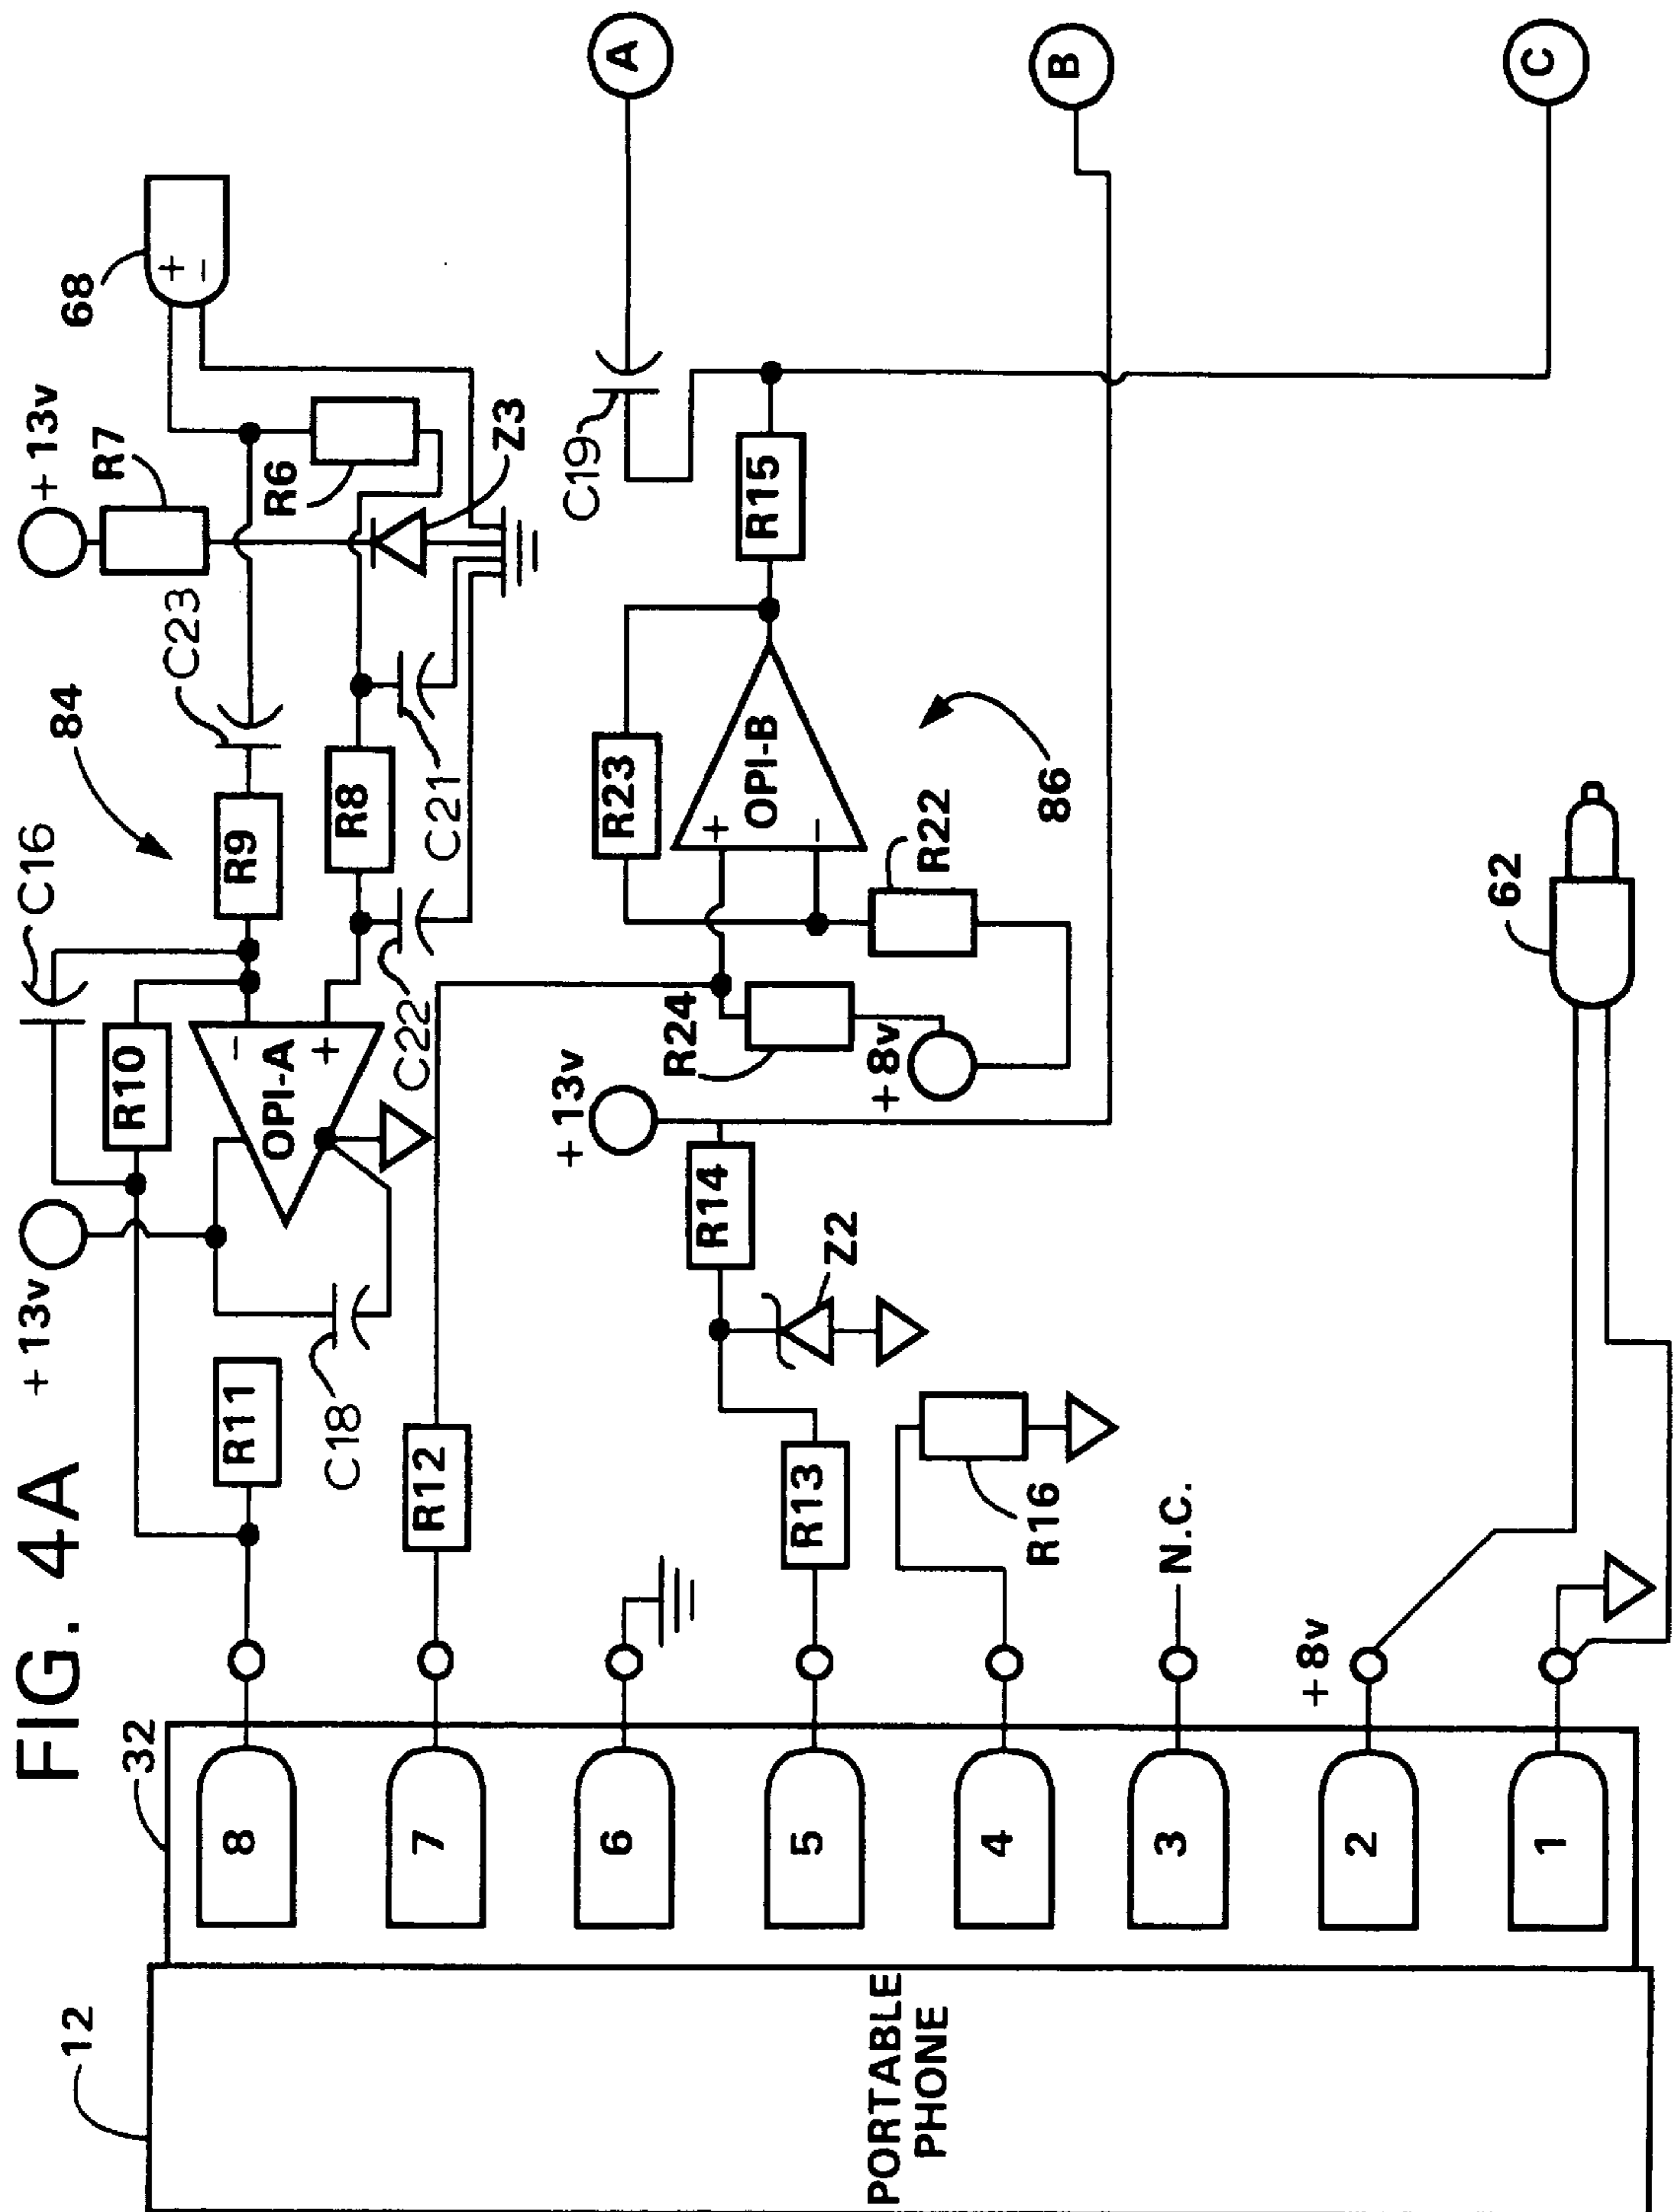 FIG. 4A
12
PORTABLE
PHONE
32
8
7
6
5
4
3
2
1
+8v
N.C.
R11
R12
R13
R16
C18
+13v
R10
C16
OPI-A
-
+
84
R9
C23
R8
C22
C21
R7
+13v
R6
Z3
68
+
-
R14
Z2
+13v
R24
+8v
R22
R23
OPI-B
+
-
86
R15
C19
A
B
C
62